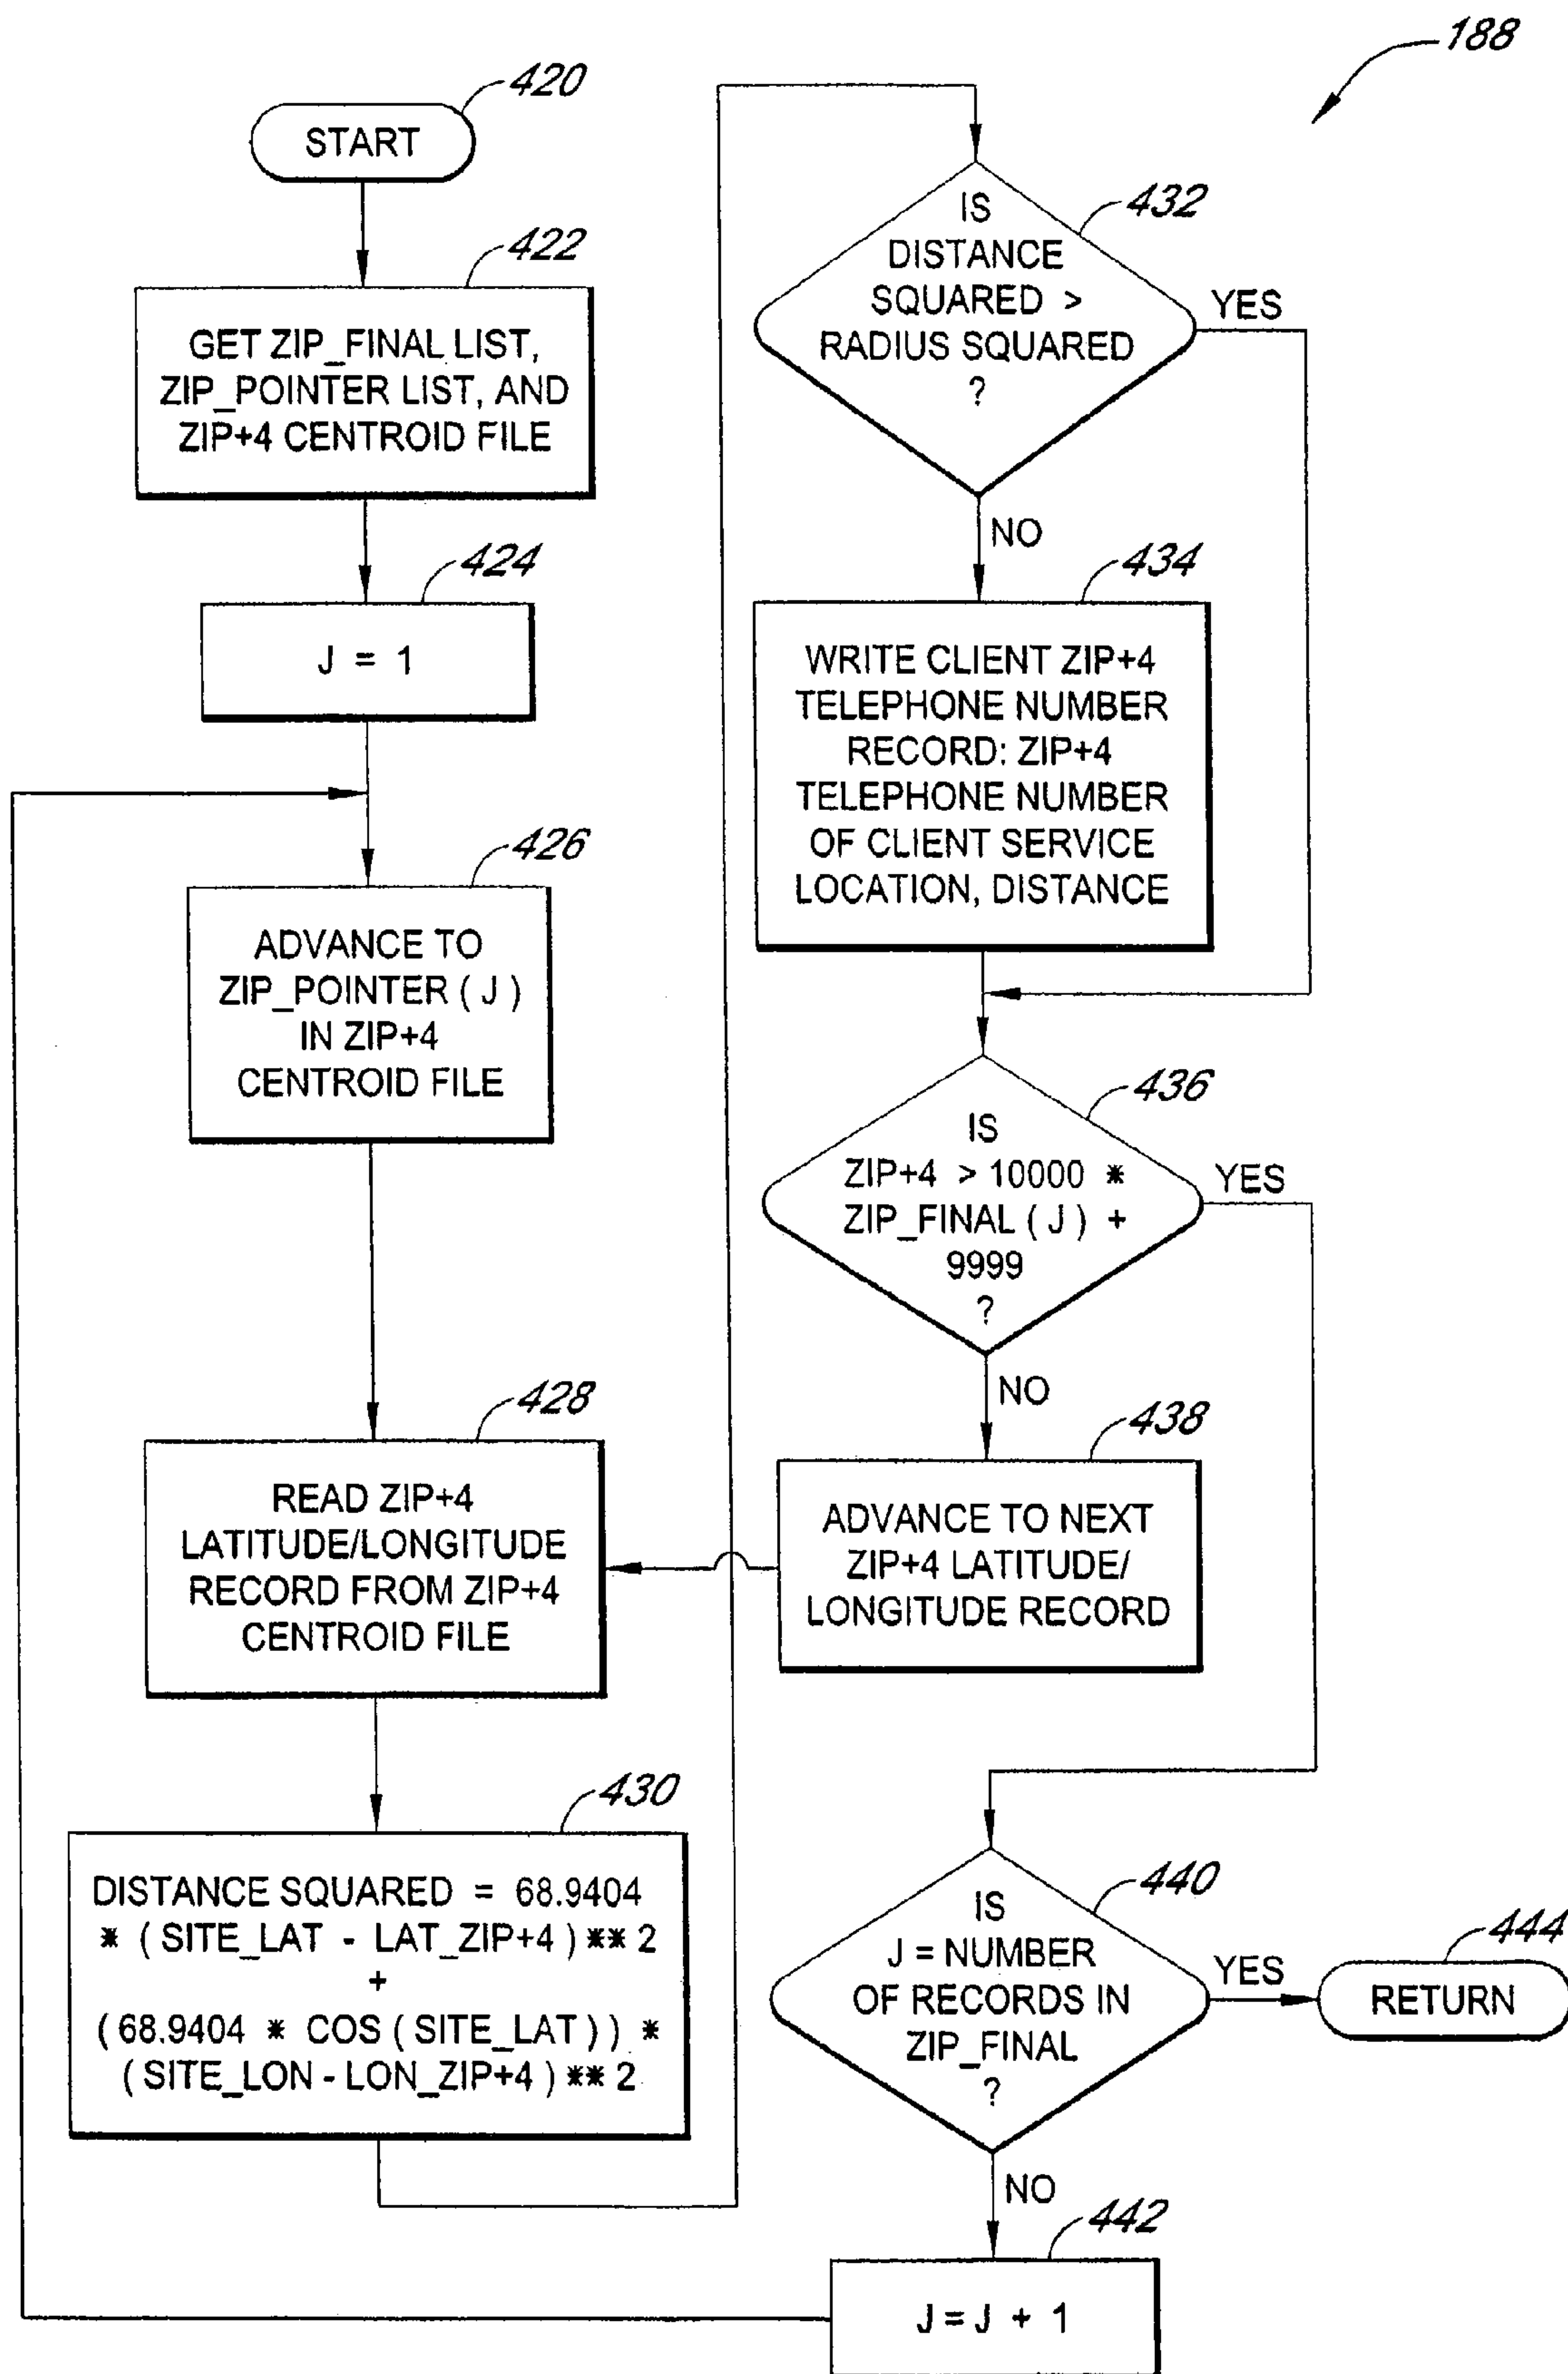 188
420
START
422
GET ZIP_FINAL LIST,
ZIP_POINTER LIST, AND
ZIP+4 CENTROID FILE
424
J = 1
426
ADVANCE TO
ZIP_POINTER ( J )
IN ZIP+4
CENTROID FILE
428
READ ZIP+4
LATITUDE/LONGITUDE
RECORD FROM ZIP+4
CENTROID FILE
430
DISTANCE SQUARED = 68.9404
* ( SITE_LAT - LAT_ZIP+4 ) ** 2
+
( 68.9404 * COS ( SITE_LAT ) ) *
( SITE_LON - LON_ZIP+4 ) ** 2
432
IS
DISTANCE
SQUARED >
RADIUS SQUARED
?
YES
NO
434
WRITE CLIENT ZIP+4
TELEPHONE NUMBER
RECORD: ZIP+4
TELEPHONE NUMBER
OF CLIENT SERVICE
LOCATION, DISTANCE
436
IS
ZIP+4 > 10000 *
ZIP_FINAL ( J ) +
9999
?
YES
NO
438
ADVANCE TO NEXT
ZIP+4 LATITUDE/
LONGITUDE RECORD
440
IS
J = NUMBER
OF RECORDS IN
ZIP_FINAL
?
YES
444
RETURN
NO
442
J = J + 1